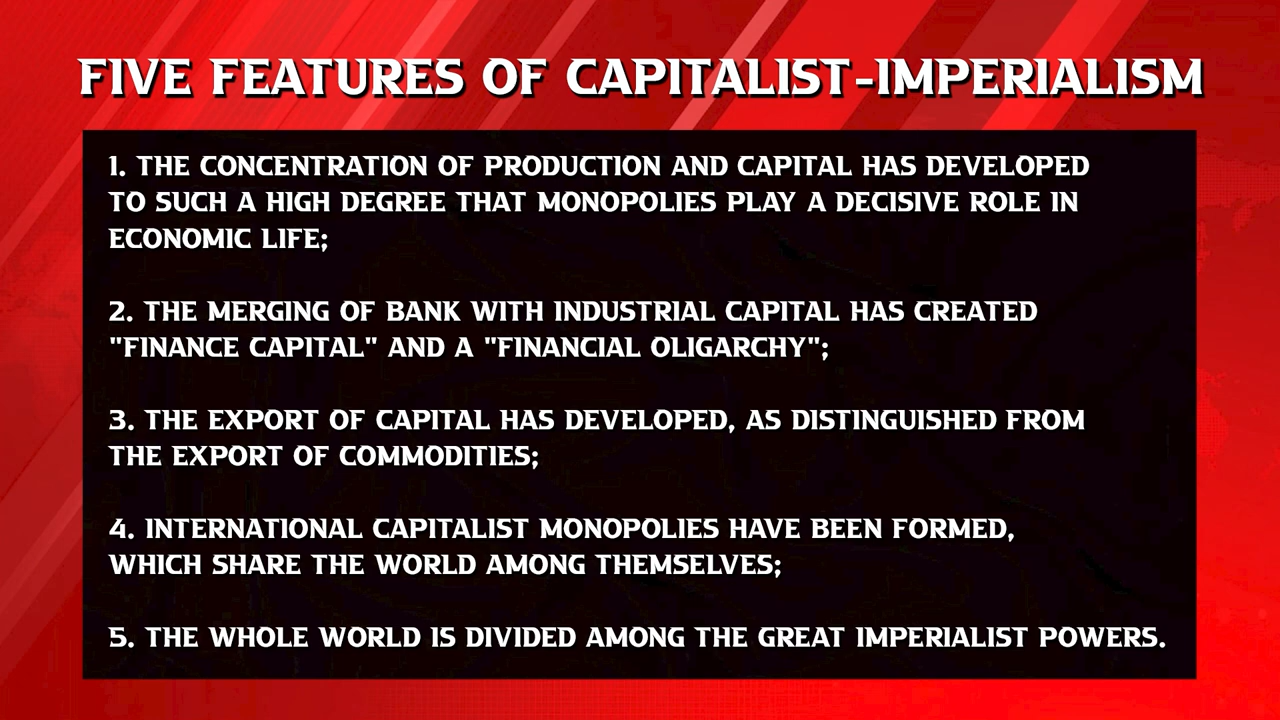 FIVE FEATURES OF CAPITALIST-IMPERIALISM
1. THE CONCENTRATION OF PRODUCTION AND CAPITAL HAS DEVELOPED
TO SUCH A HIGH DEGREE THAT MONOPOLIES PLAY A DECISIVE ROLE IN
ECONOMIC LIFE;
2. THE MERGING OF BANK WITH INDUSTRIAL CAPITAL HAS CREATED
"FINANCE CAPITAL" AND A "FINANCIAL OLIGARCHY";
3. THE EXPORT OF CAPITAL HAS DEVELOPED, AS DISTINGUISHED FROM
THE EXPORT OF COMMODITIES;
4. INTERNATIONAL CAPITALIST MONOPOLIES HAVE BEEN FORMED,
WHICH SHARE THE WORLD AMONG THEMSELVES;
5. THE WHOLE WORLD IS DIVIDED AMONG THE GREAT IMPERIALIST POWERS.